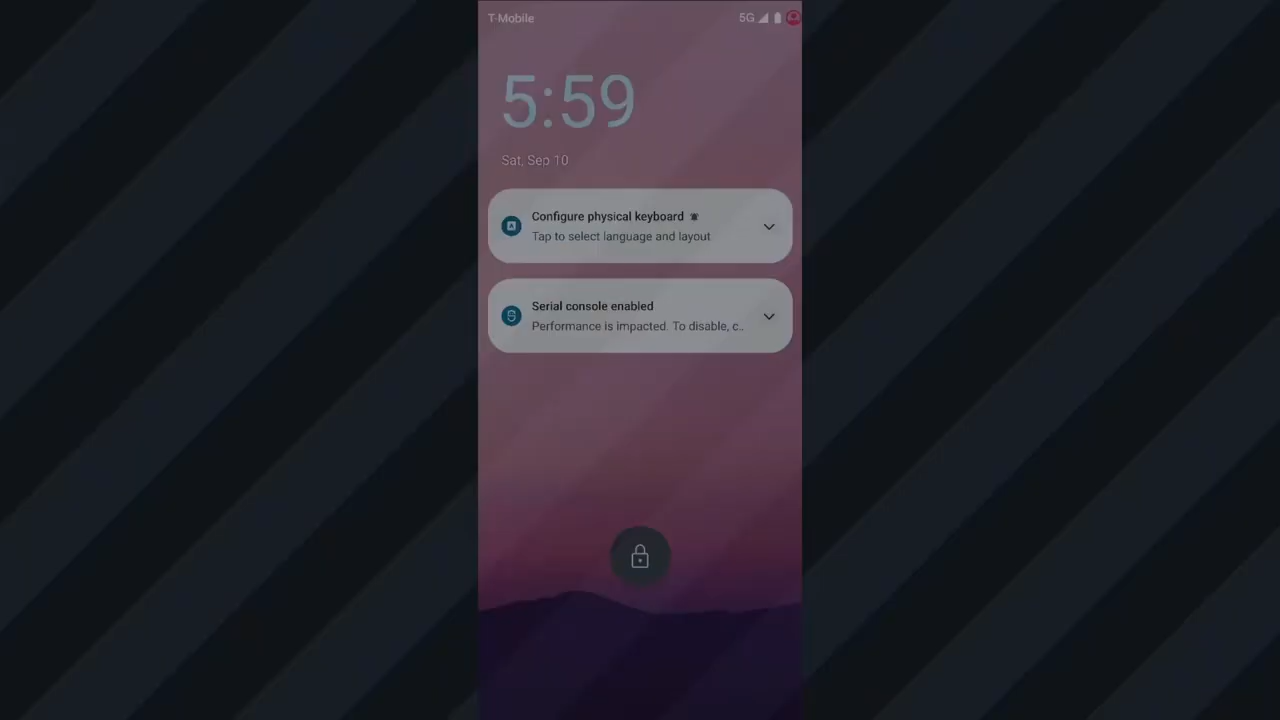 T-Mobile
5G
5:59
Sat, Sep 10
Configure physical keyboard
Tap to select language and layout
Serial console enabled
Performance is impacted. To disable, c..